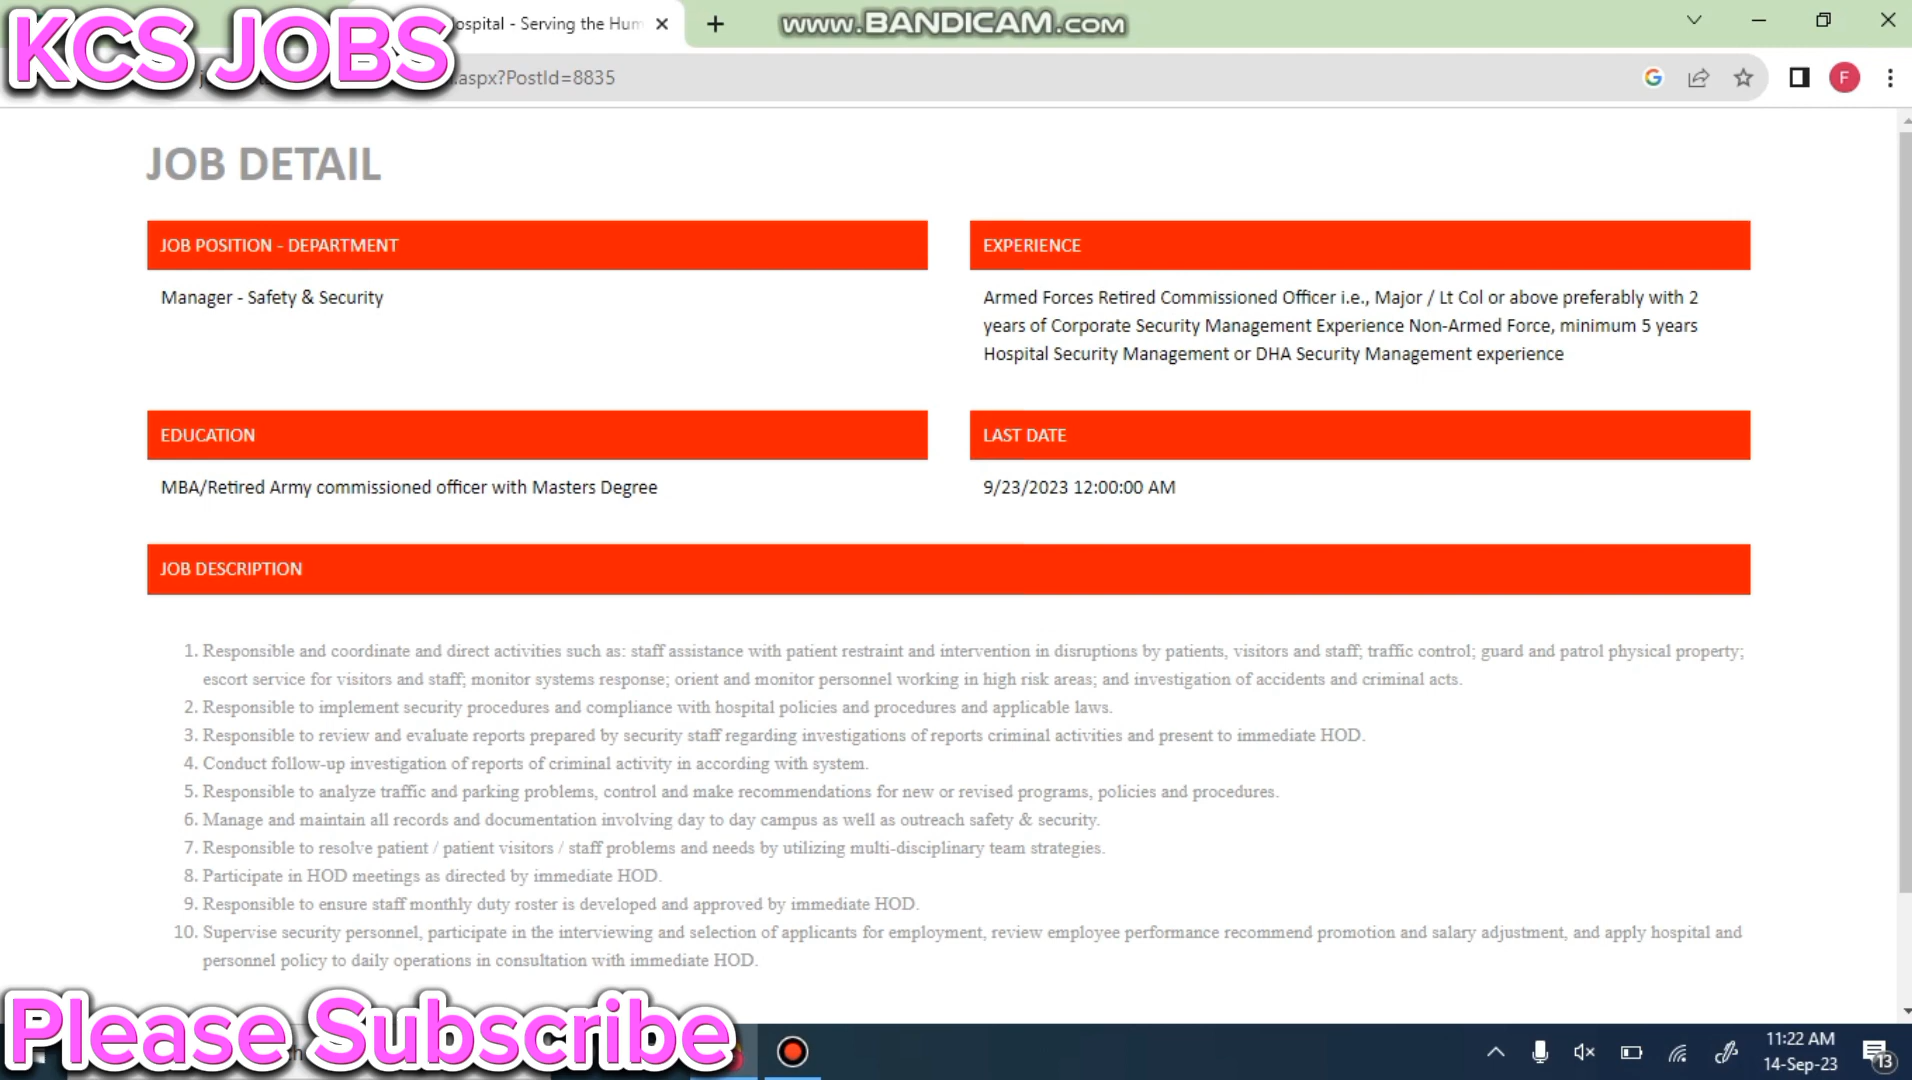 KCS JOBS
ospital - Serving the Hum
www.BANDICAM.com
.aspx?PostId=8835
F
JOB DETAIL
JOB POSITION - DEPARTMENT
Manager - Safety & Security
EXPERIENCE
Armed Forces Retired Commissioned Officer i.e., Major / Lt Col or above preferably with 2
years of Corporate Security Management Experience Non-Armed Force, minimum 5 years
Hospital Security Management or DHA Security Management experience
EDUCATION
MBA/Retired Army commissioned officer with Masters Degree
LAST DATE
9/23/2023 12:00:00 AM
JOB DESCRIPTION
1. Responsible and coordinate and direct activities such as: staff assistance with patient restraint and intervention in disruptions by patients, visitors and staff; traffic control; guard and patrol physical property;
escort service for visitors and staff; monitor systems response; orient and monitor personnel working in high risk areas; and investigation of accidents and criminal acts.
2. Responsible to implement security procedures and compliance with hospital policies and procedures and applicable laws.
3. Responsible to review and evaluate reports prepared by security staff regarding investigations of reports criminal activities and present to immediate HOD.
4. Conduct follow-up investigation of reports of criminal activity in according with system.
5. Responsible to analyze traffic and parking problems, control and make recommendations for new or revised programs, policies and procedures.
6. Manage and maintain all records and documentation involving day to day campus as well as outreach safety & security.
7. Responsible to resolve patient / patient visitors / staff problems and needs by utilizing multi-disciplinary team strategies.
8. Participate in HOD meetings as directed by immediate HOD.
9. Responsible to ensure staff monthly duty roster is developed and approved by immediate HOD.
10. Supervise security personnel, participate in the interviewing and selection of applicants for employment, review employee performance recommend promotion and salary adjustment, and apply hospital and
personnel policy to daily operations in consultation with immediate HOD.
Please Subscribe
11:22 AM
14-Sep-23
13